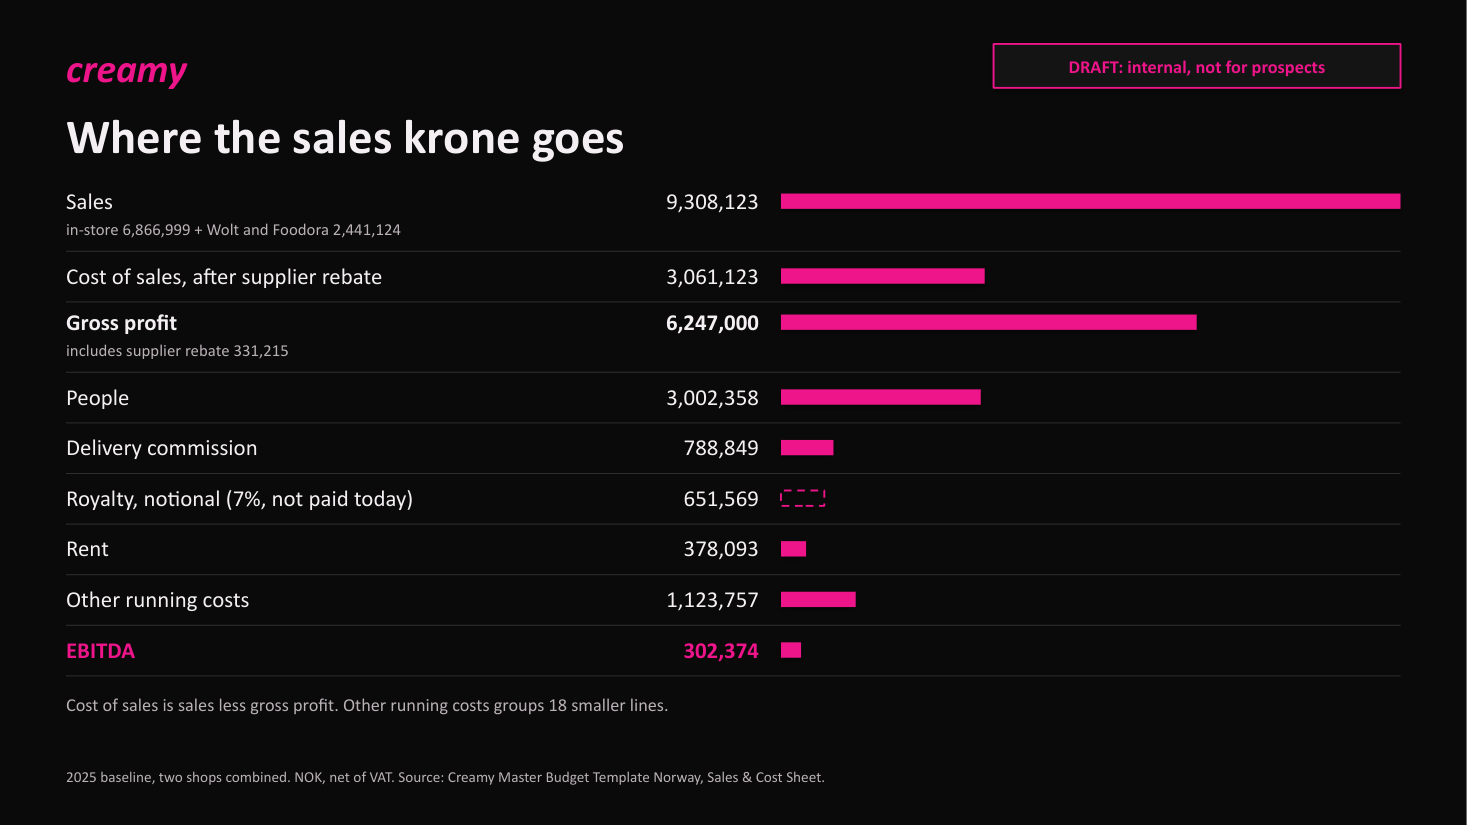 creamy
DRAFT: internal, not for prospects
Where the sales krone goes
Sales 9,308,123
in-store 6,866,999 + Wolt and Foodora 2,441,124
Cost of sales, after supplier rebate 3,061,123
Gross profit 6,247,000
includes supplier rebate 331,215
People 3,002,358
Delivery commission 788,849
Royalty, notional (7%, not paid today) 651,569
Rent 378,093
Other running costs 1,123,757
EBITDA 302,374
Cost of sales is sales less gross profit. Other running costs groups 18 smaller lines.
2025 baseline, two shops combined. NOK, net of VAT. Source: Creamy Master Budget Template Norway, Sales & Cost Sheet.